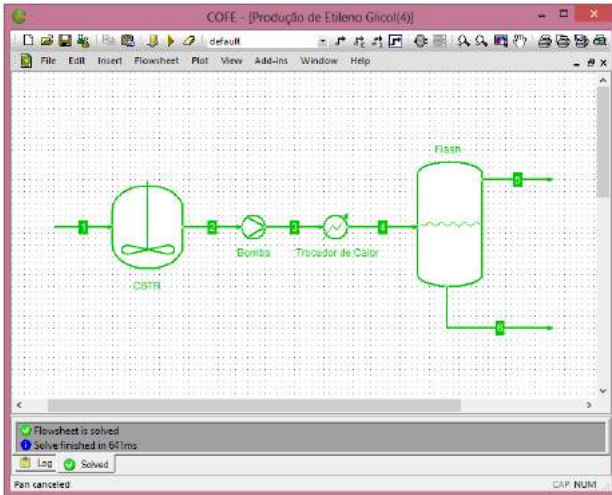 COFE - [Produção de Etileno Glicol(4)]
default
File Edit Insert Flowsheet Plot View Add-ins Window Help
Flash
5
1 2 3 4
Bomba Trocador de Calor
CSTR
6
Flowsheet is solved
Solve finished in 641ms
Log Solved
Pan canceled CAP NUM